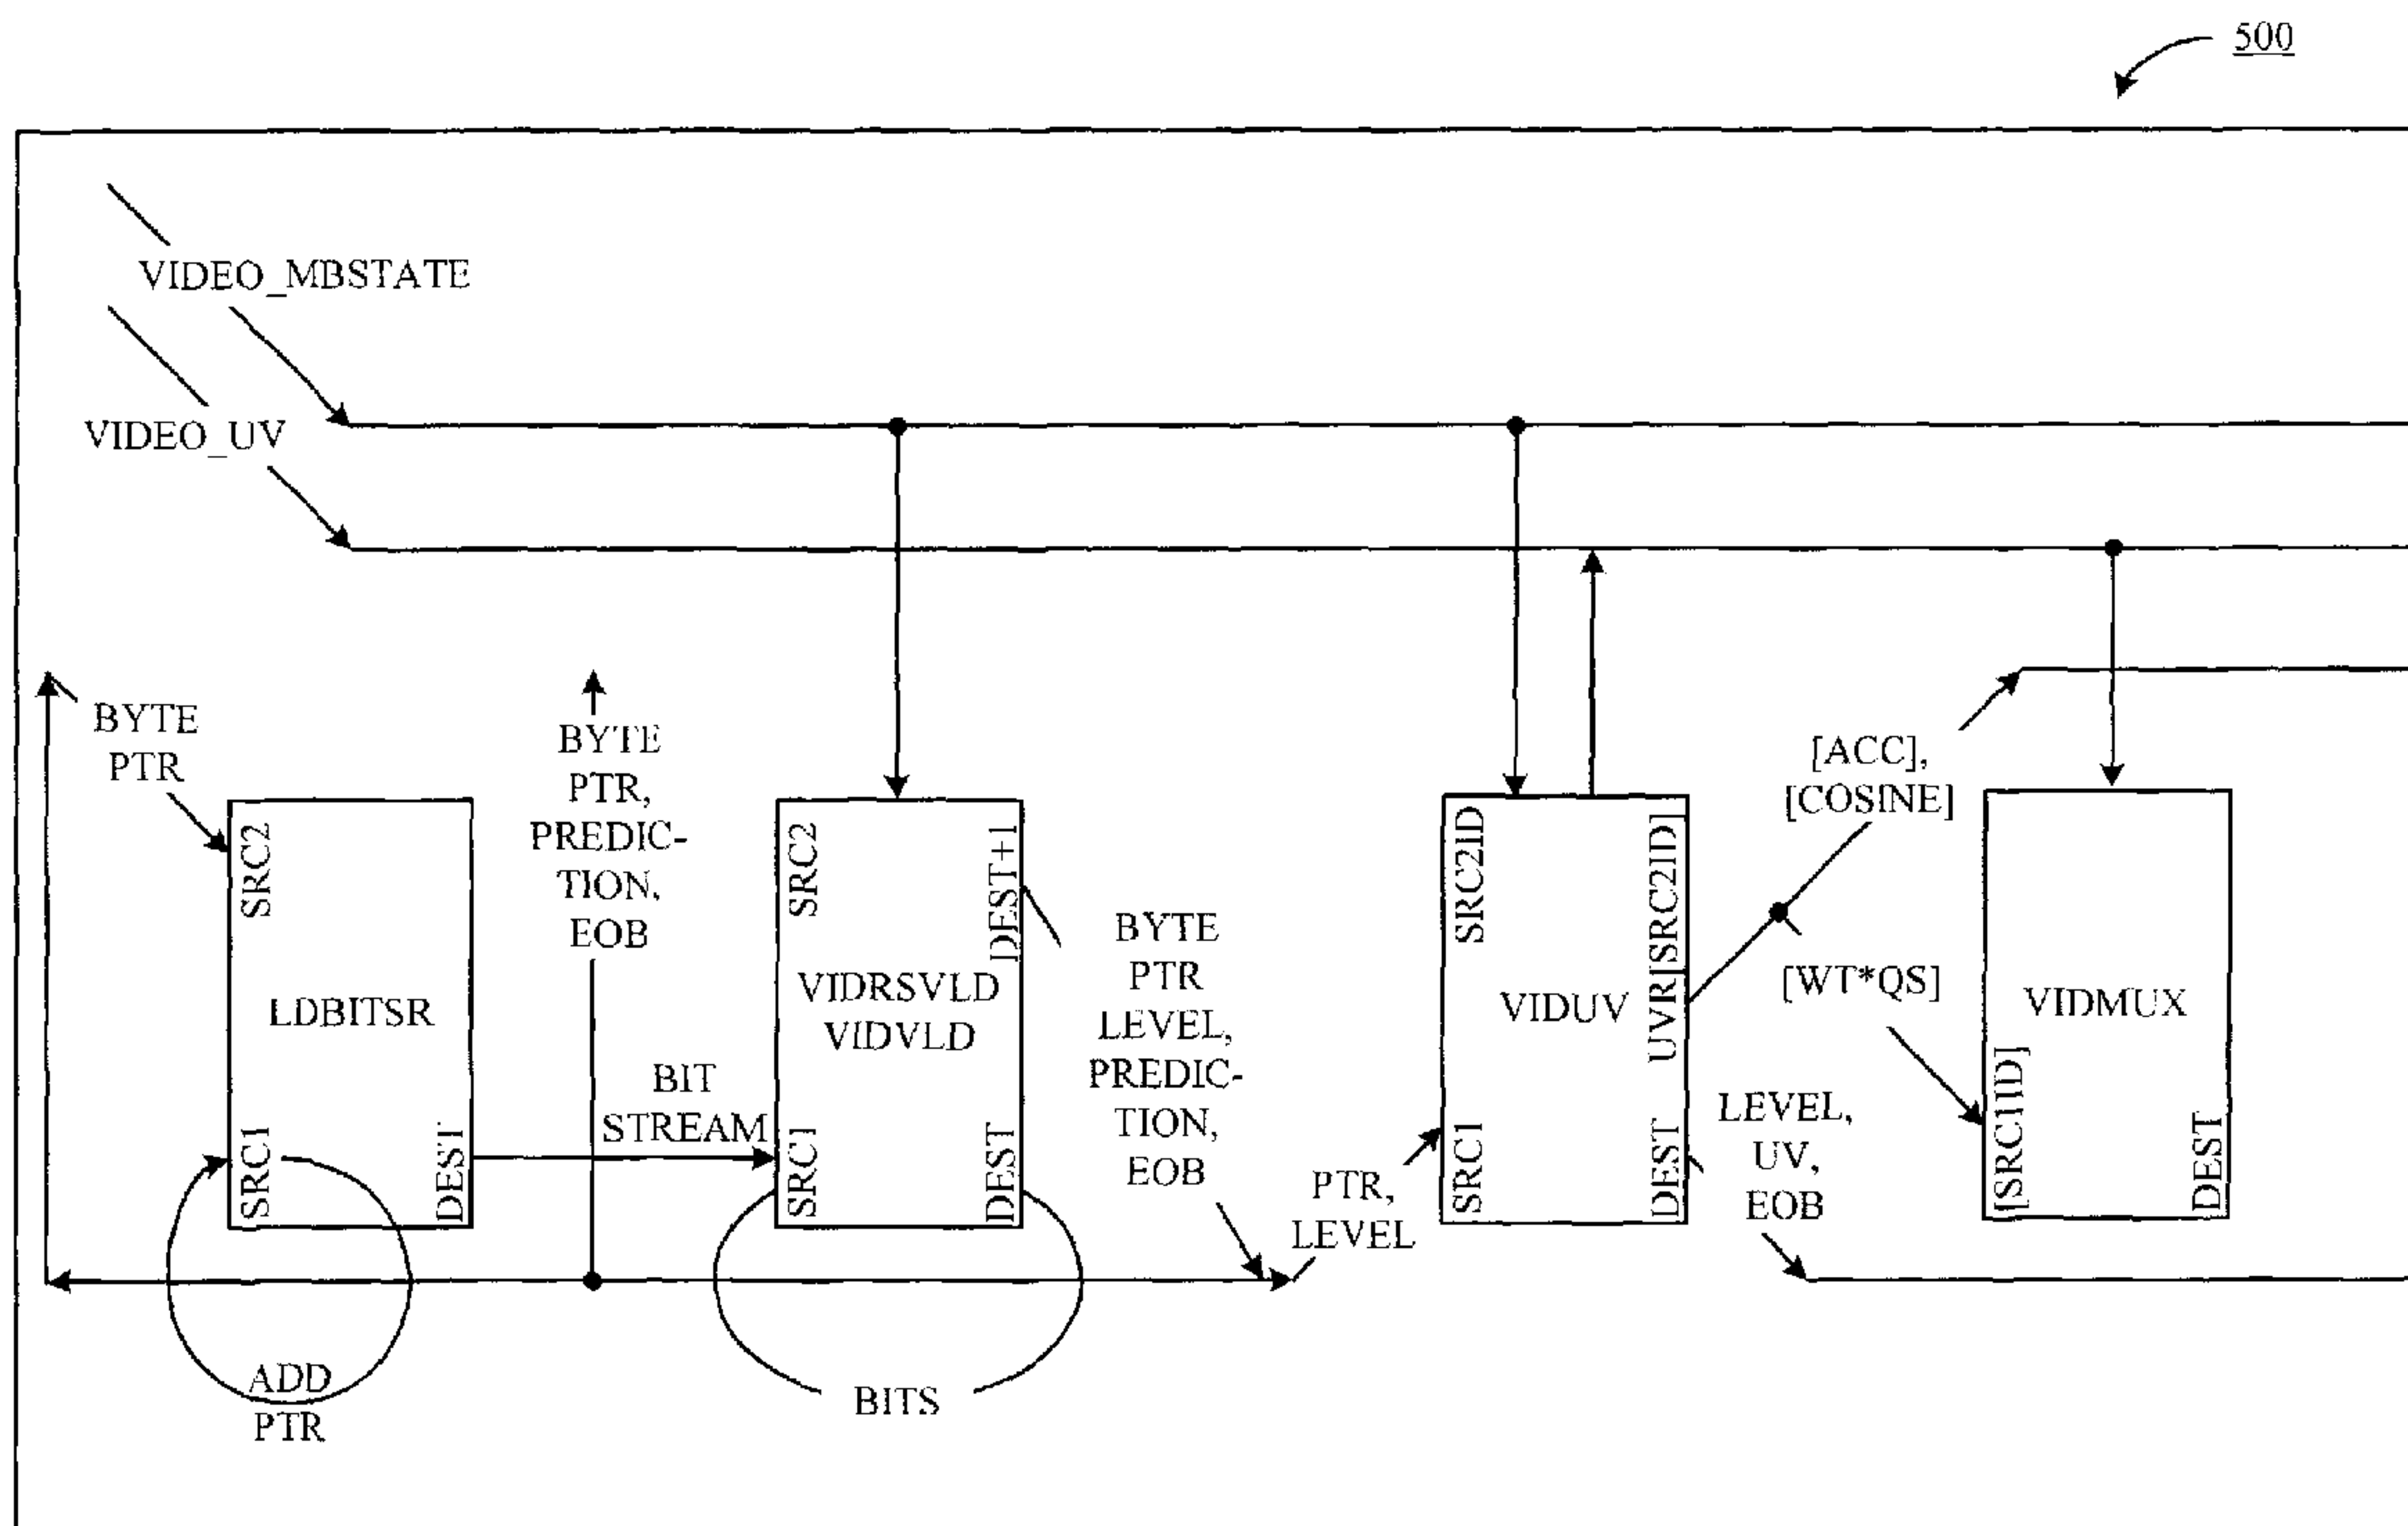 500
VIDEO_MBSTATE
VIDEO_UV
BYTE
PTR
SRC2
LDBITSR
SRC1
DEST
ADD
PTR
BYTE
PTR,
PREDIC-
TION,
EOB
BIT
STREAM
SRC2
DEST+1
VIDRSVLD
VIDVLD
SRC1
DEST
BITS
BYTE
PTR
LEVEL,
PREDIC-
TION,
EOB
PTR,
LEVEL
SRC2ID
UVR[SRC2ID]
VIDUV
SRC1
DEST
[ACC],
[COSINE]
[WT*QS]
LEVEL,
UV,
EOB
VIDMUX
[SRC1ID]
DEST